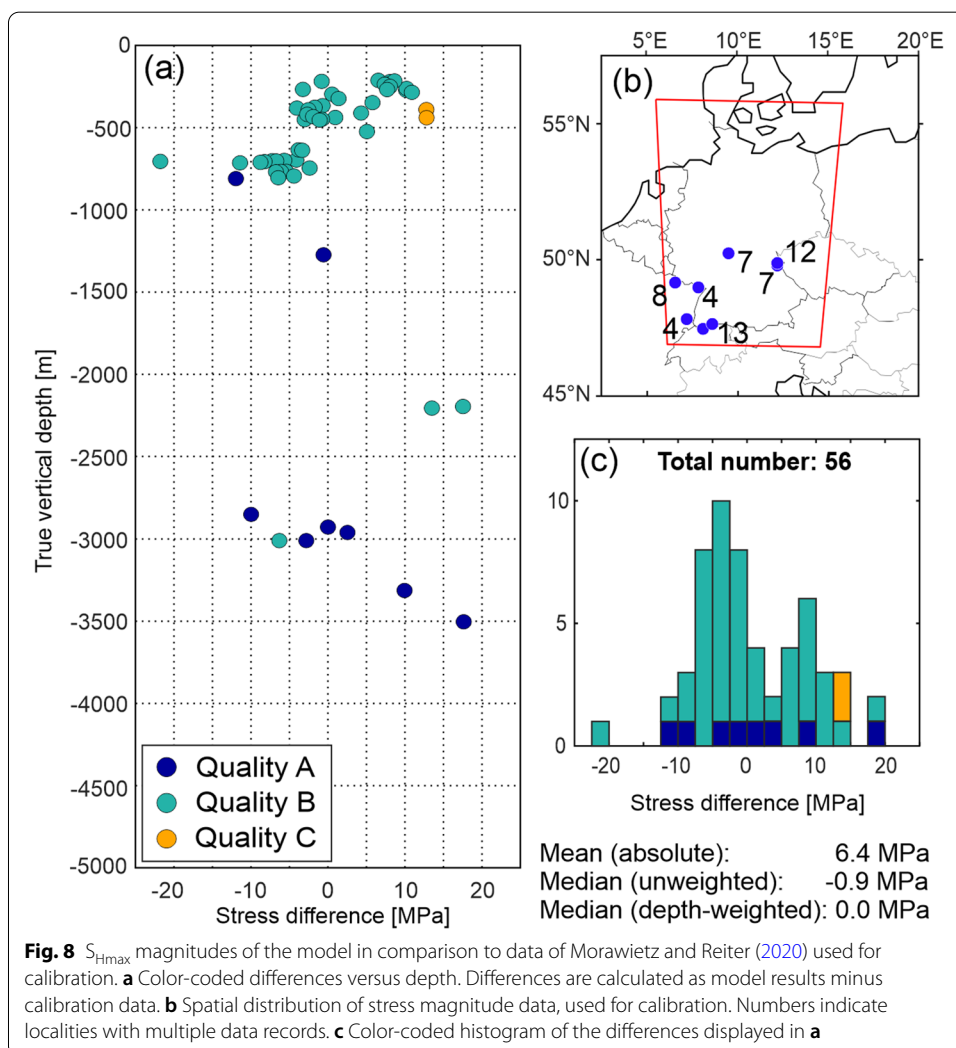 (a)
0
-500
-1000
-1500
-2000
-2500
-3000
-3500
-4000
-4500
-5000
True vertical depth [m]
Quality A
Quality B
Quality C
-20 -10 0 10 20
Stress difference [MPa]
5°E 10°E 15°E 20°E
(b)
55°N
50°N
45°N
7
12
7
8
4
4
13
(c) Total number: 56
10
5
0
-20 -10 0 10 20
Stress difference [MPa]
Mean (absolute): 6.4 MPa
Median (unweighted): -0.9 MPa
Median (depth-weighted): 0.0 MPa
Fig. 8 SHmax magnitudes of the model in comparison to data of Morawietz and Reiter (2020) used for
calibration. a Color-coded differences versus depth. Differences are calculated as model results minus
calibration data. b Spatial distribution of stress magnitude data, used for calibration. Numbers indicate
localities with multiple data records. c Color-coded histogram of the differences displayed in a